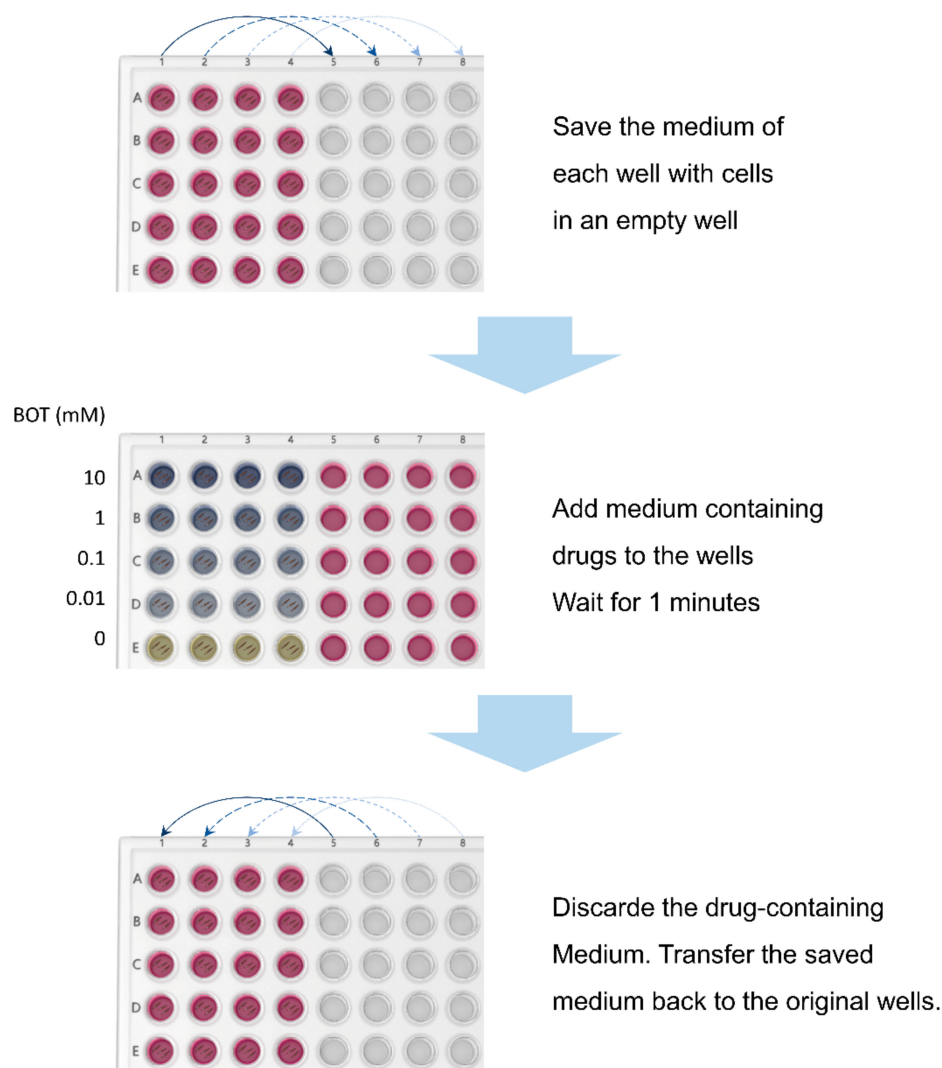 1 2 3 4 5 6 7 8
A
B
C
D
E
Save the medium of
each well with cells
in an empty well
BOT (mM)
1 2 3 4 5 6 7 8
10 A
1 B
0.1 C
0.01 D
0 E
Add medium containing
drugs to the wells
Wait for 1 minutes
1 2 3 4 5 6 7 8
A
B
C
D
E
Discarde the drug-containing
Medium. Transfer the saved
medium back to the original wells.